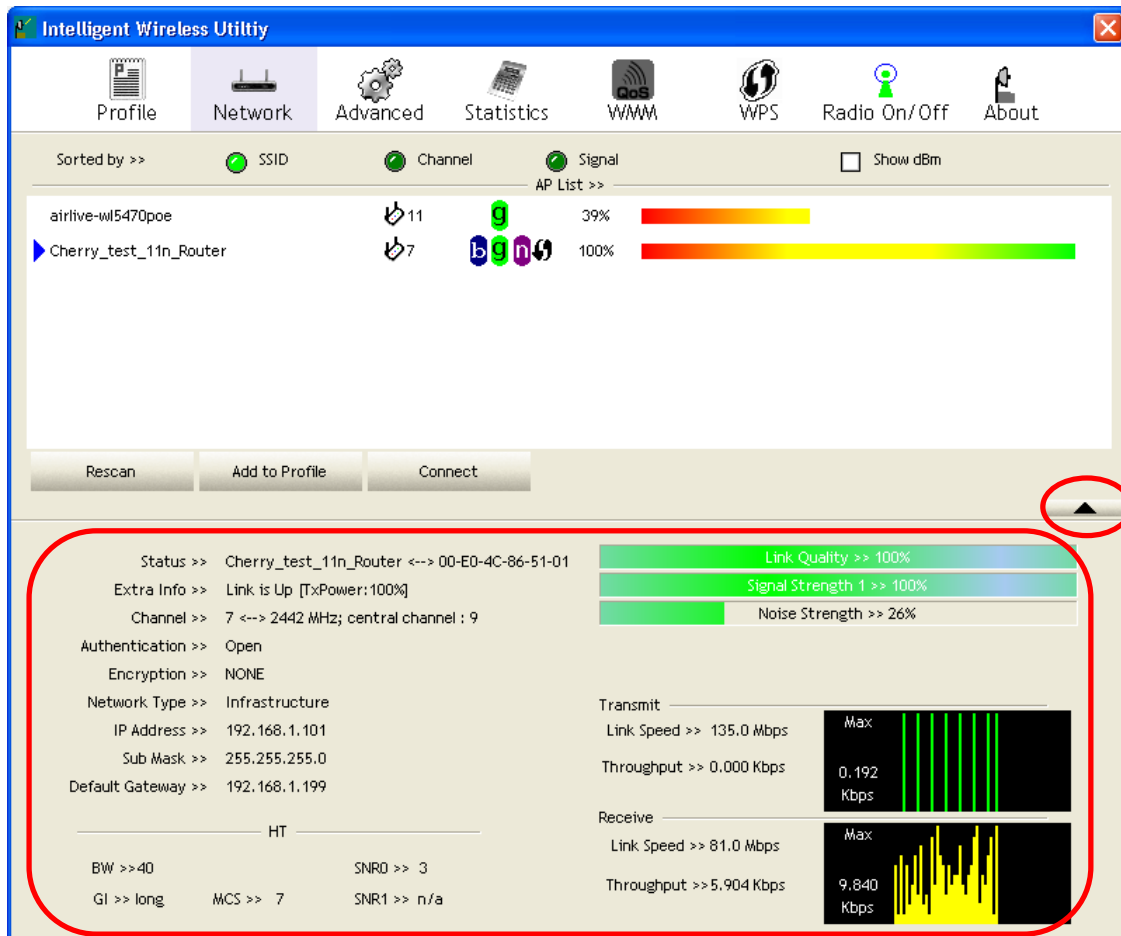 Intelligent Wireless Utiltiy
Profile Network Advanced Statistics WMM WPS Radio On/Off About
QoS
Sorted by >> SSID Channel Signal Show dBm
AP List >>
airlive-wl5470poe 11 g 39%
Cherry_test_11n_Router 7 b g n 100%
Rescan Add to Profile Connect
Status >> Cherry_test_11n_Router <--> 00-E0-4C-86-51-01
Extra Info >> Link is Up [TxPower:100%]
Channel >> 7 <--> 2442 MHz; central channel : 9
Authentication >> Open
Encryption >> NONE
Network Type >> Infrastructure
IP Address >> 192.168.1.101
Sub Mask >> 255.255.255.0
Default Gateway >> 192.168.1.199
HT
BW >>40 SNR0 >> 3
GI >> long MCS >> 7 SNR1 >> n/a
Link Quality >> 100%
Signal Strength 1 >> 100%
Noise Strength >> 26%
Transmit
Link Speed >> 135.0 Mbps
Throughput >> 0.000 Kbps
Max
0.192
Kbps
Receive
Link Speed >> 81.0 Mbps
Throughput >>5.904 Kbps
Max
9.840
Kbps